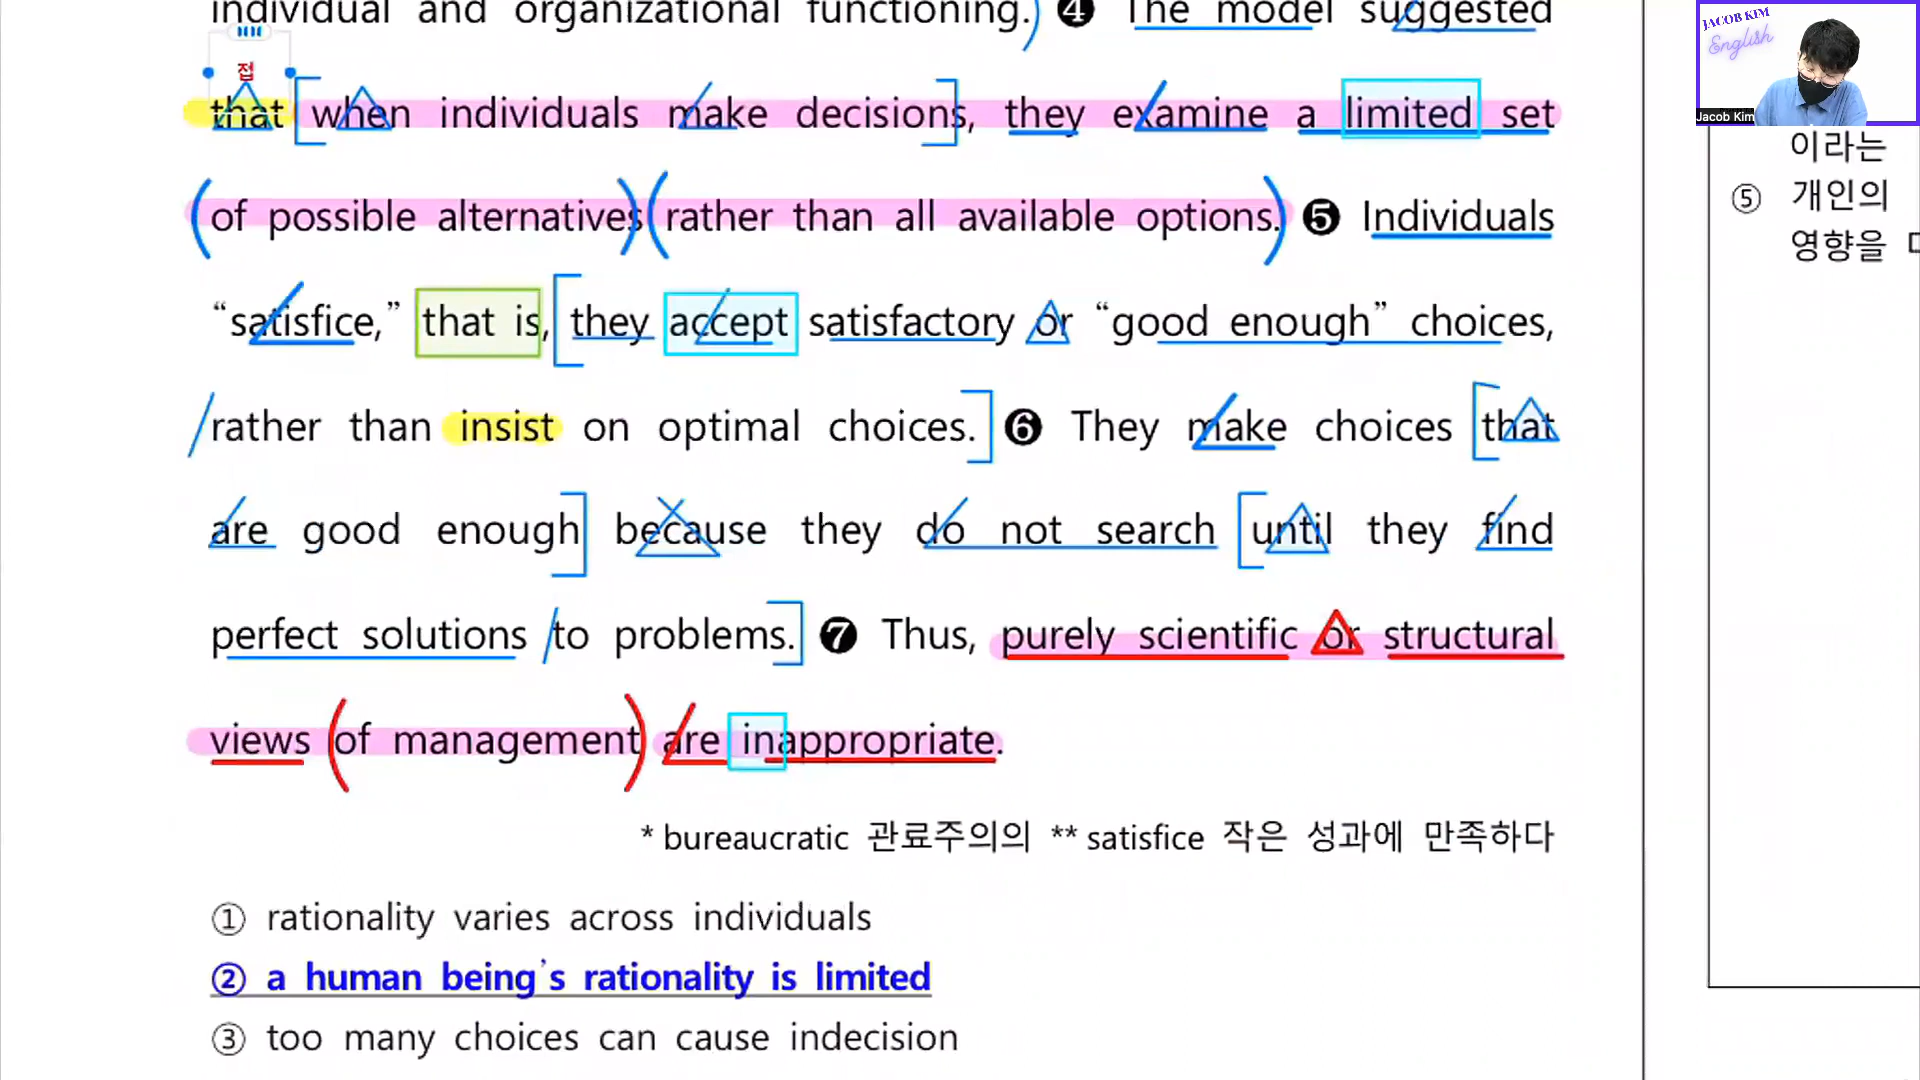 individual and organizational functioning.) ❹ The model suggested
접
that [when individuals make decisions], they examine a limited set
(of possible alternatives) (rather than all available options.) ❺ Individuals
“satisfice,” that is, [they accept satisfactory or “good enough” choices,
/rather than insist on optimal choices.] ❻ They make choices [that
are good enough] because they do not search [until they find
perfect solutions /to problems.] ❼ Thus, purely scientific or structural
views (of management) are inappropriate.
* bureaucratic 관료주의의 ** satisfice 작은 성과에 만족하다
① rationality varies across individuals
② a human being’s rationality is limited
③ too many choices can cause indecision
JACOB KIM
English
Jacob Kim
이라는
⑤ 개인의
영향을